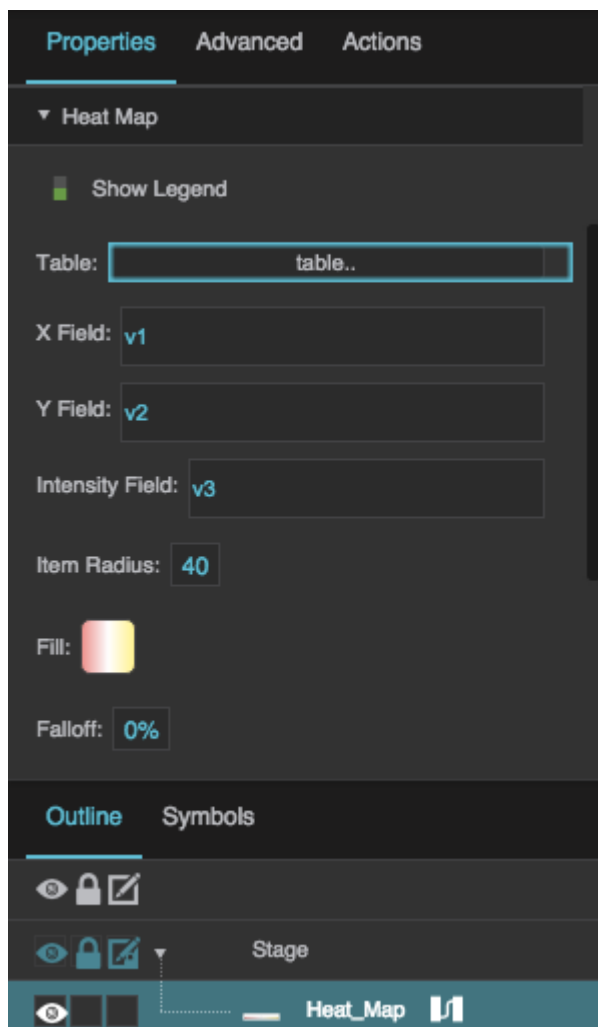 Properties Advanced Actions
Heat Map
Show Legend
Table: table..
X Field: v1
Y Field: v2
Intensity Field: v3
Item Radius: 40
Fill:
Falloff: 0%
Outline Symbols
Stage
Heat_Map